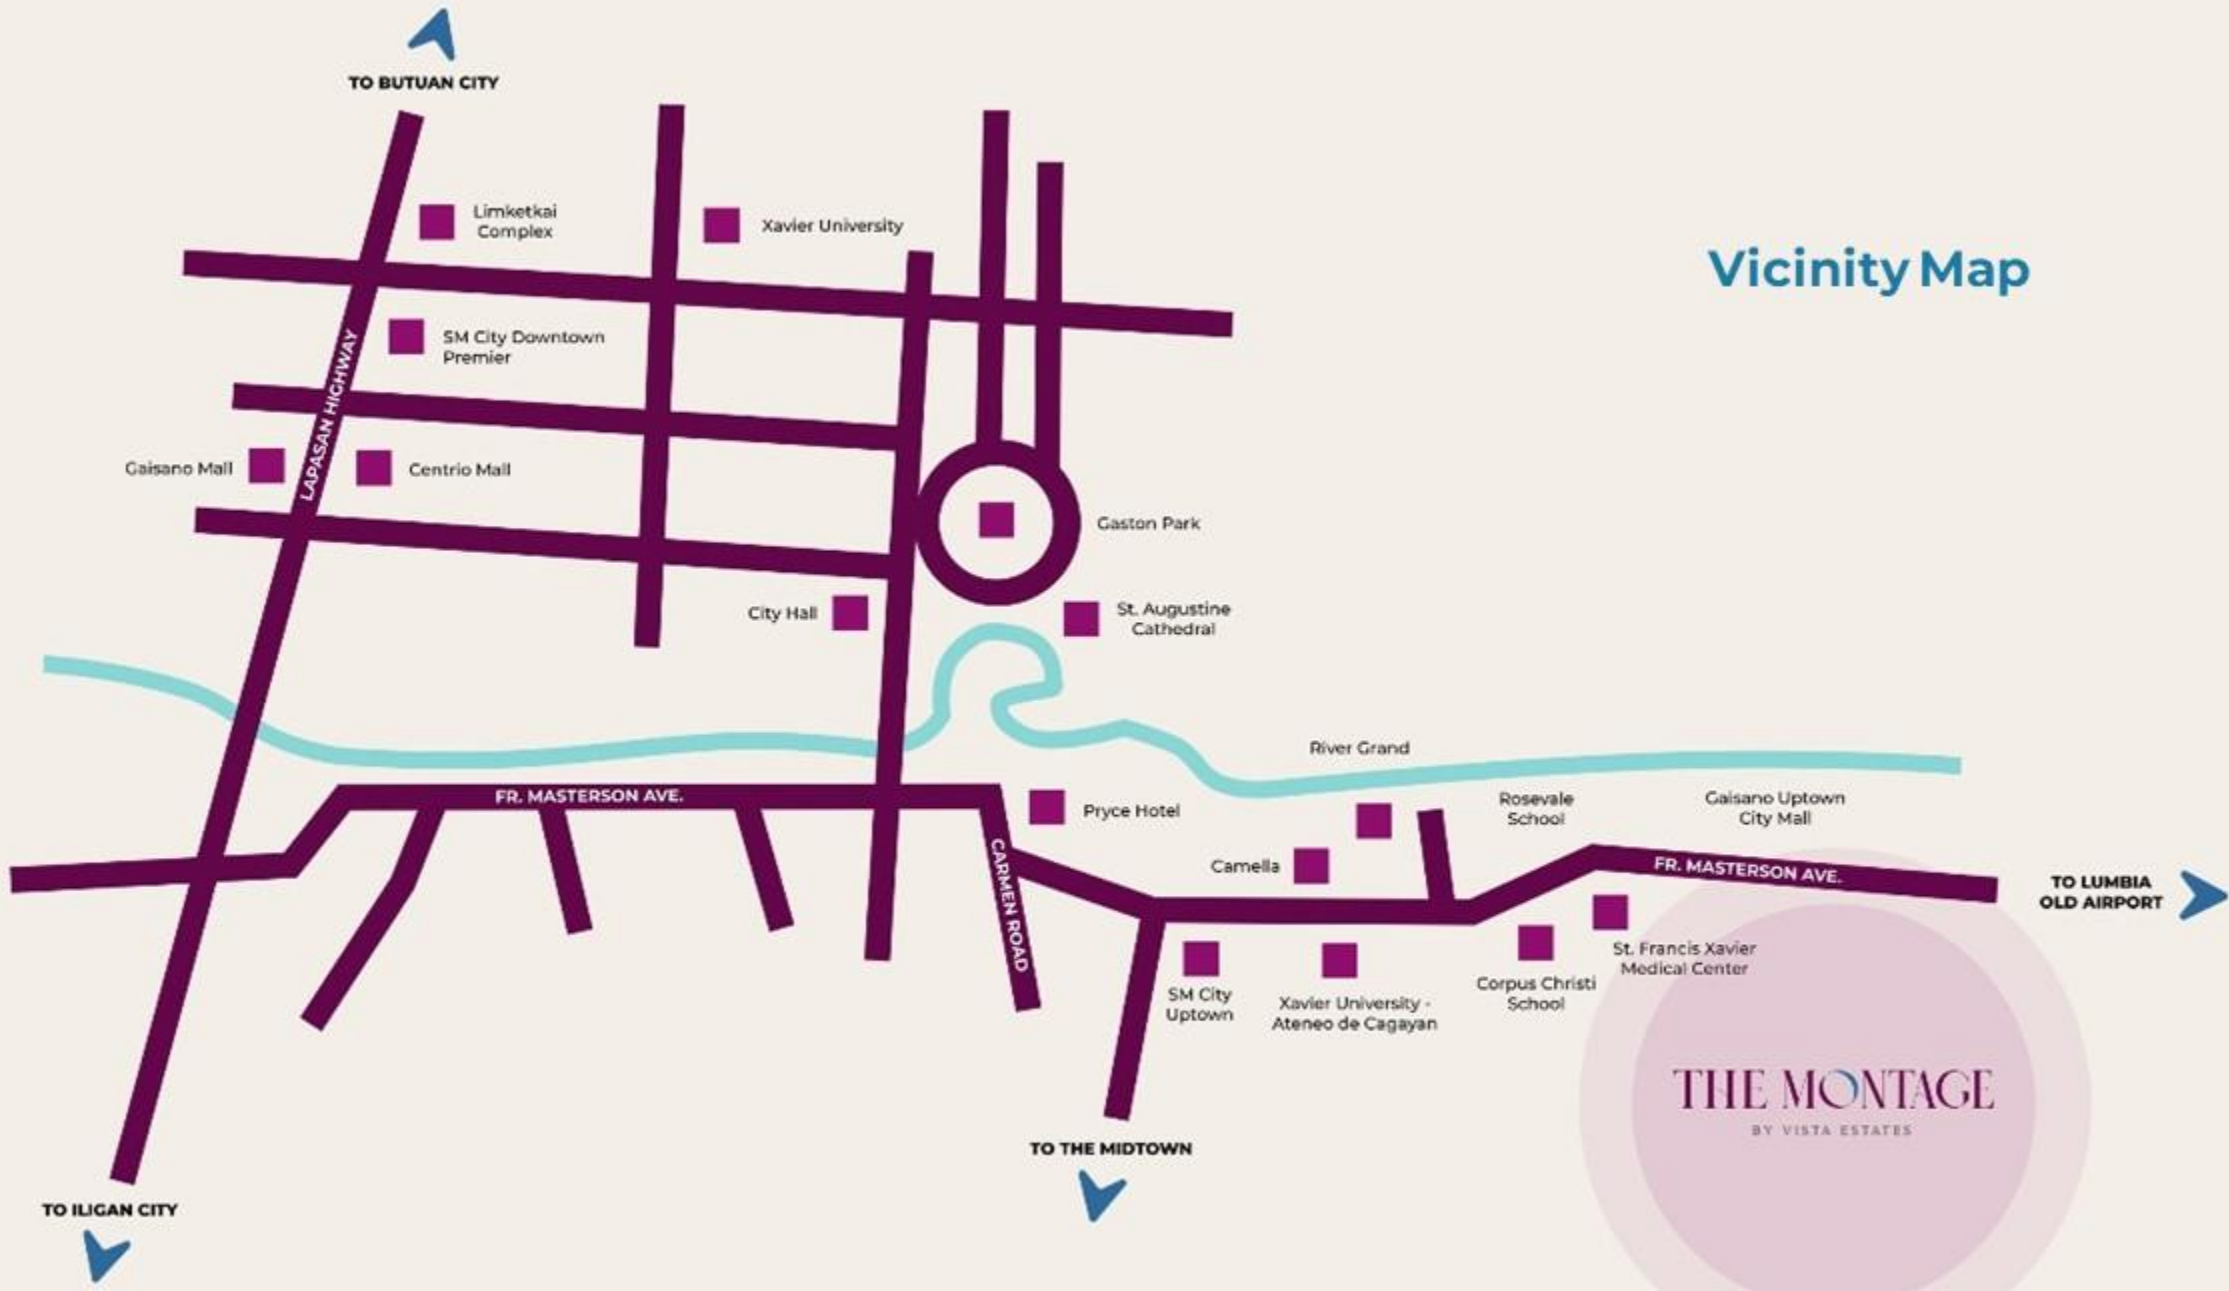 TO BUTUAN CITY
Limketkai
Complex
Xavier University
Vicinity Map
SM City Downtown
Premier
LAPASAN HIGHWAY
Gaisano Mall
Centrio Mall
Gaston Park
City Hall
St. Augustine
Cathedral
River Grand
FR. MASTERSON AVE.
Pryce Hotel
Rosevale
School
Gaisano Uptown
City Mall
CARMEN ROAD
Camella
FR. MASTERSON AVE.
TO LUMBIA
OLD AIRPORT
SM City
Uptown
Xavier University -
Ateneo de Cagayan
Corpus Christi
School
St. Francis Xavier
Medical Center
THE MONTAGE
BY VISTA ESTATES
TO THE MIDTOWN
TO ILIGAN CITY